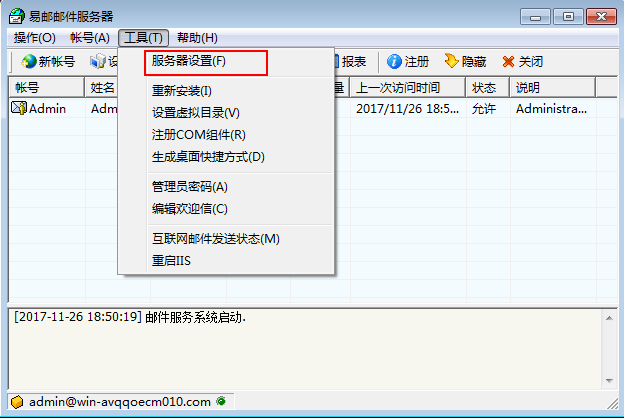 易邮邮件服务器
操作(O) 帐号(A) 工具(T) 帮助(H)
新帐号 设 报表 注册 隐藏 关闭
服务器设置(F)
重新安装(I)
设置虚拟目录(V)
注册COM组件(R)
生成桌面快捷方式(D)
管理员密码(A)
编辑欢迎信(C)
互联网邮件发送状态(M)
重启IIS
帐号 姓名 量 上一次访问时间 状态 说明
Admin Adm 2017/11/26 18:5... 允许 Administra...
[2017-11-26 18:50:19] 邮件服务系统启动.
admin@win-avqqoecm010.com